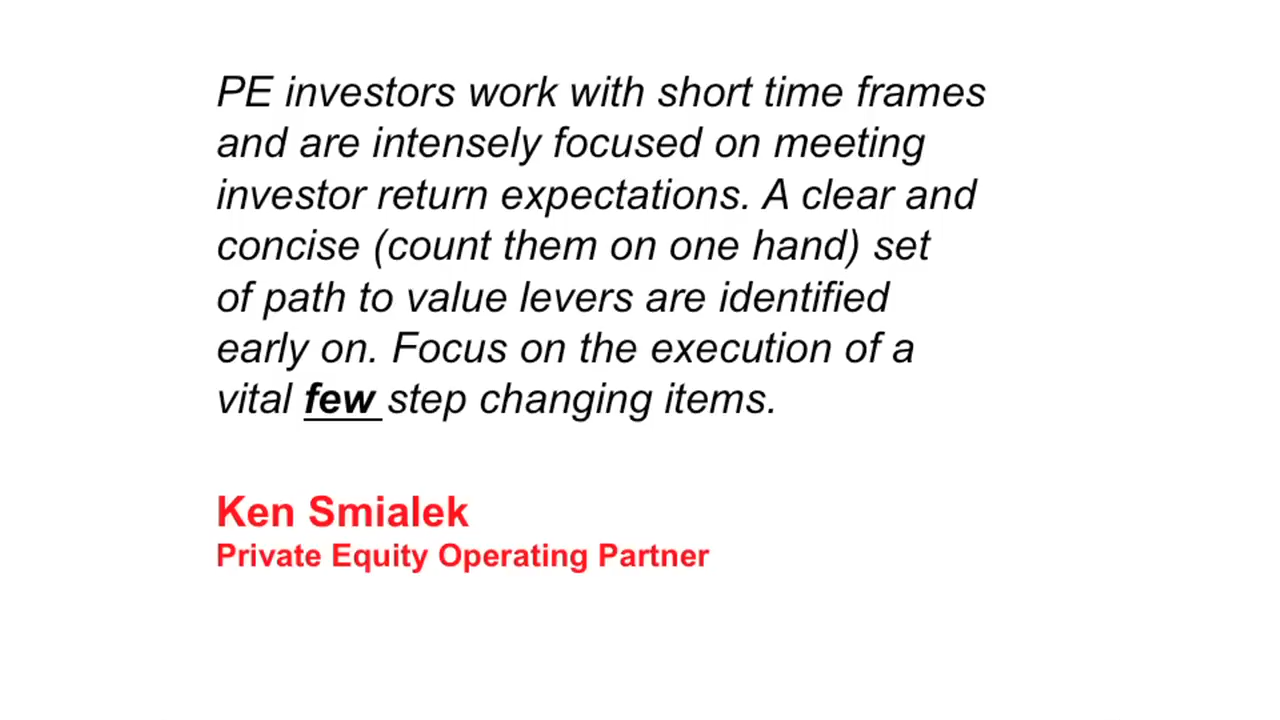 PE investors work with short time frames
and are intensely focused on meeting
investor return expectations. A clear and
concise (count them on one hand) set
of path to value levers are identified
early on. Focus on the execution of a
vital few step changing items.
Ken Smialek
Private Equity Operating Partner